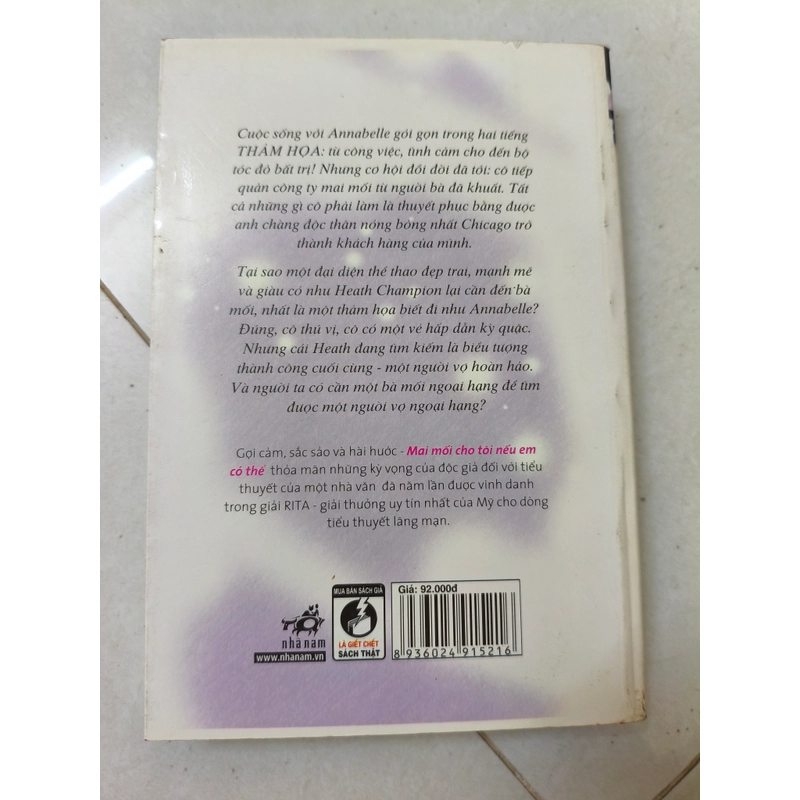 Cuộc sống với Annabelle gói gọn trong hai tiếng
THẢM HỌA: từ công việc, tình cảm cho đến bộ
tóc đỏ bất trị! Nhưng cơ hội đổi đời đã tới: cô tiếp
quản công ty mai mối từ người bà đã khuất. Tất
cả những gì cô phải làm là thuyết phục bằng được
anh chàng độc thân nóng bỏng nhất Chicago trở
thành khách hàng của mình.
Tại sao một đại diện thể thao đẹp trai, mạnh mẽ
và giàu có như Heath Champion lại cần đến bà
mối, nhất là một thảm họa biết đi như Annabelle?
Đúng, cô thú vị, cô có một vẻ hấp dẫn kỳ quặc.
Nhưng cái Heath đang tìm kiếm là biểu tượng
thành công cuối cùng - một người vợ hoàn hảo.
Và người ta có cần một bà mối ngoại hạng để tìm
được một người vợ ngoại hạng?
Gợi cảm, sắc sảo và hài hước - Mai mối cho tôi nếu em
có thể thỏa mãn những kỳ vọng của độc giả đối với tiểu
thuyết của một nhà văn đã năm lần được vinh danh
trong giải RITA - giải thưởng uy tín nhất của Mỹ cho dòng
tiểu thuyết lãng mạn.
nhã nam
www.nhanam.vn
MUA BÁN SÁCH GIẢ
LÀ GIẾT CHẾT
SÁCH THẬT
Giá: 92.000đ
8 936024 915216